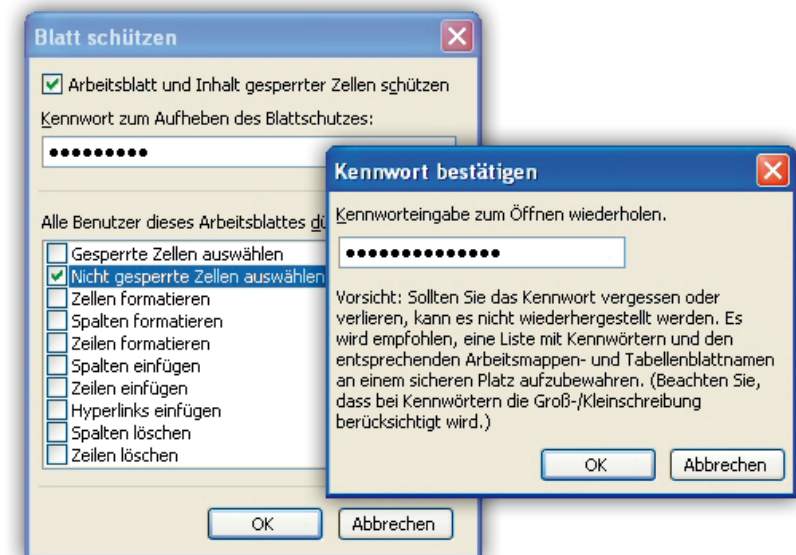 Blatt schützen
Arbeitsblatt und Inhalt gesperrter Zellen schützen
Kennwort zum Aufheben des Blattschutzes:
●●●●●●●●●
Alle Benutzer dieses Arbeitsblattes
Gesperrte Zellen auswählen
Nicht gesperrte Zellen auswählen
Zellen formatieren
Spalten formatieren
Zeilen formatieren
Spalten einfügen
Zeilen einfügen
Hyperlinks einfügen
Spalten löschen
Zeilen löschen
OK
Abbrechen
Kennwort bestätigen
Kennworteingabe zum Öffnen wiederholen.
●●●●●●●●●●●●●●
Vorsicht: Sollten Sie das Kennwort vergessen oder
verlieren, kann es nicht wiederhergestellt werden. Es
wird empfohlen, eine Liste mit Kennwörtern und den
entsprechenden Arbeitsmappen- und Tabellenblattnamen
an einem sicheren Platz aufzubewahren. (Beachten Sie,
dass bei Kennwörtern die Groß-/Kleinschreibung
berücksichtigt wird.)
OK
Abbrechen